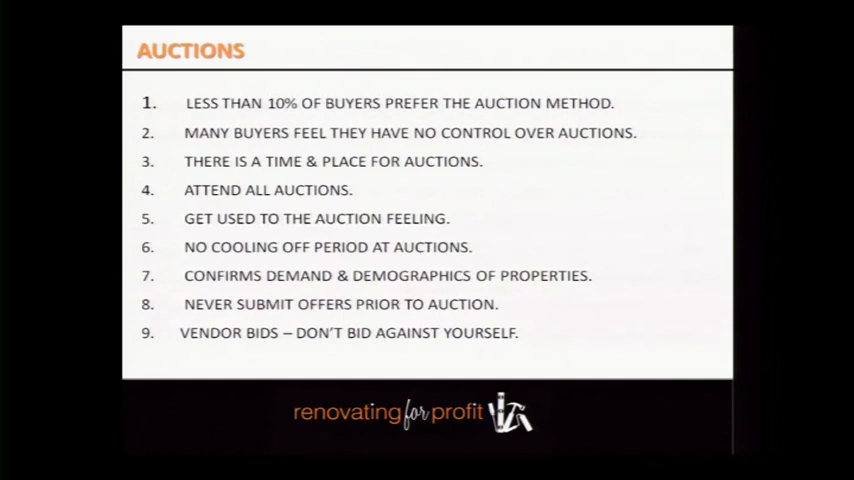 AUCTIONS
1. LESS THAN 10% OF BUYERS PREFER THE AUCTION METHOD.
2. MANY BUYERS FEEL THEY HAVE NO CONTROL OVER AUCTIONS.
3. THERE IS A TIME & PLACE FOR AUCTIONS.
4. ATTEND ALL AUCTIONS.
5. GET USED TO THE AUCTION FEELING.
6. NO COOLING OFF PERIOD AT AUCTIONS.
7. CONFIRMS DEMAND & DEMOGRAPHICS OF PROPERTIES.
8. NEVER SUBMIT OFFERS PRIOR TO AUCTION.
9. VENDOR BIDS – DON'T BID AGAINST YOURSELF.
renovating for profit